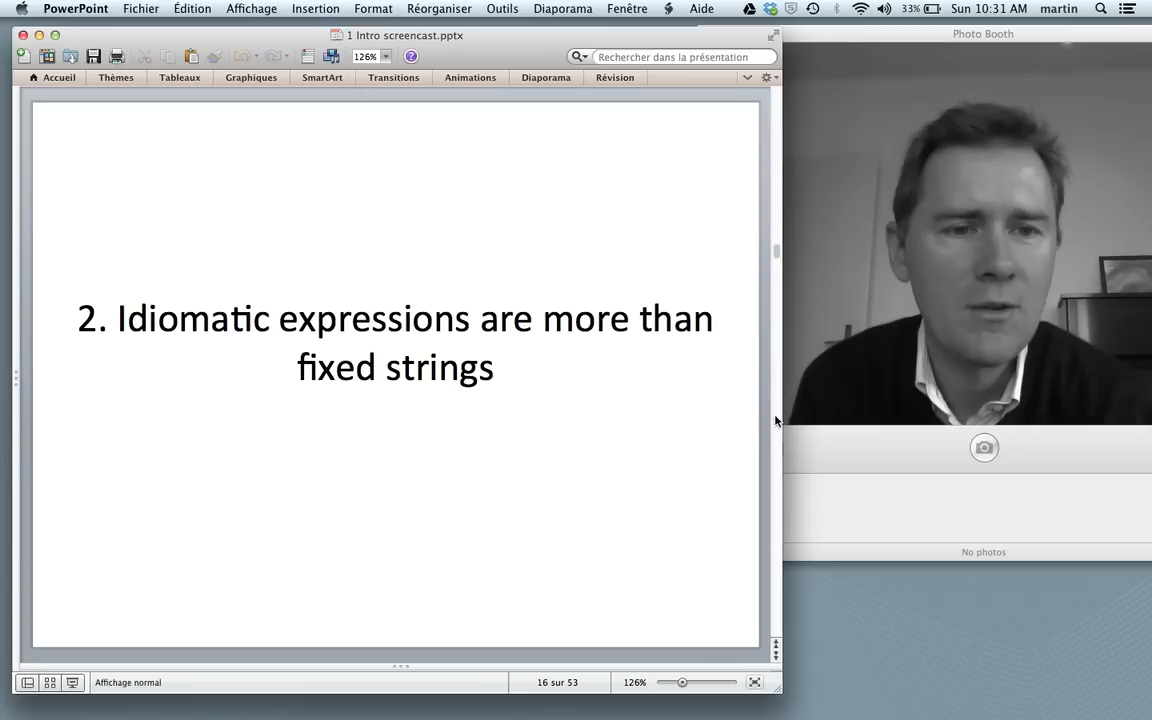 PowerPoint Fichier Édition Affichage Insertion Format Réorganiser Outils Diaporama Fenêtre Aide 33% Sun 10:31 AM martin
1 Intro screencast.pptx
Photo Booth
126% Rechercher dans la présentation
Accueil Thèmes Tableaux Graphiques SmartArt Transitions Animations Diaporama Révision
2. Idiomatic expressions are more than
fixed strings
No photos
Affichage normal 16 sur 53 126%